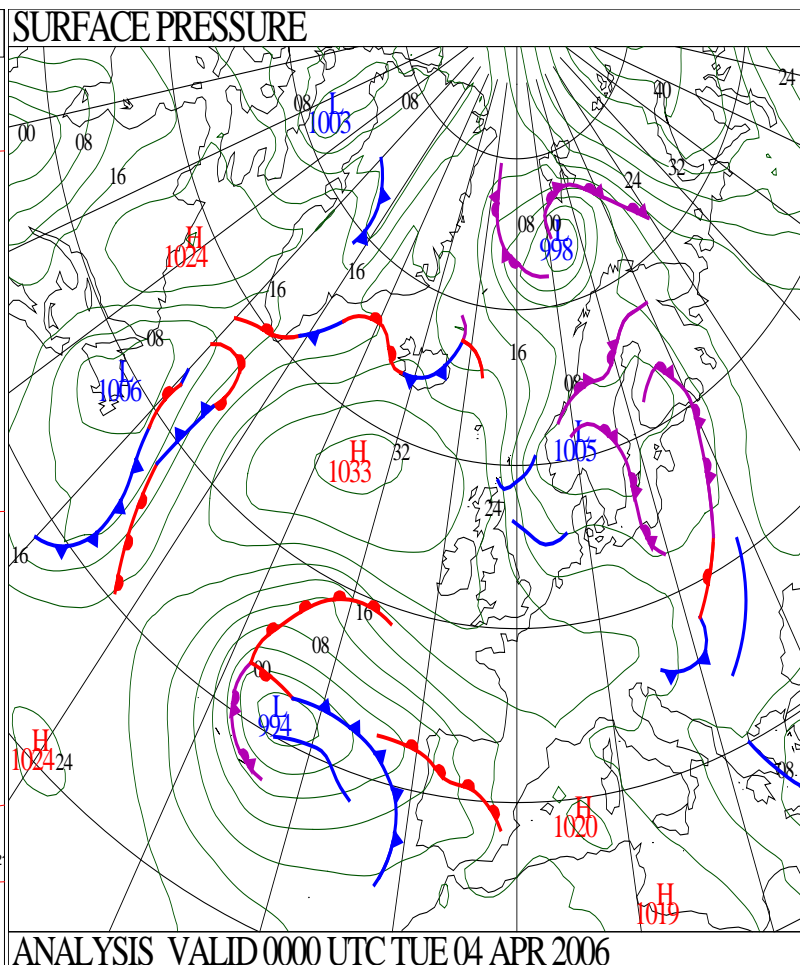 SURFACE PRESSURE
24
40
L
08
08
1003
00
08
32
16
24
08
00
L
998
H
1024
16
16
08
16
L
1006
08
L
1005
H
32
1033
24
16
16
08
00
L
994
H
1024
24
08
H
1020
H
1019
ANALYSIS VALID 0000 UTC TUE 04 APR 2006